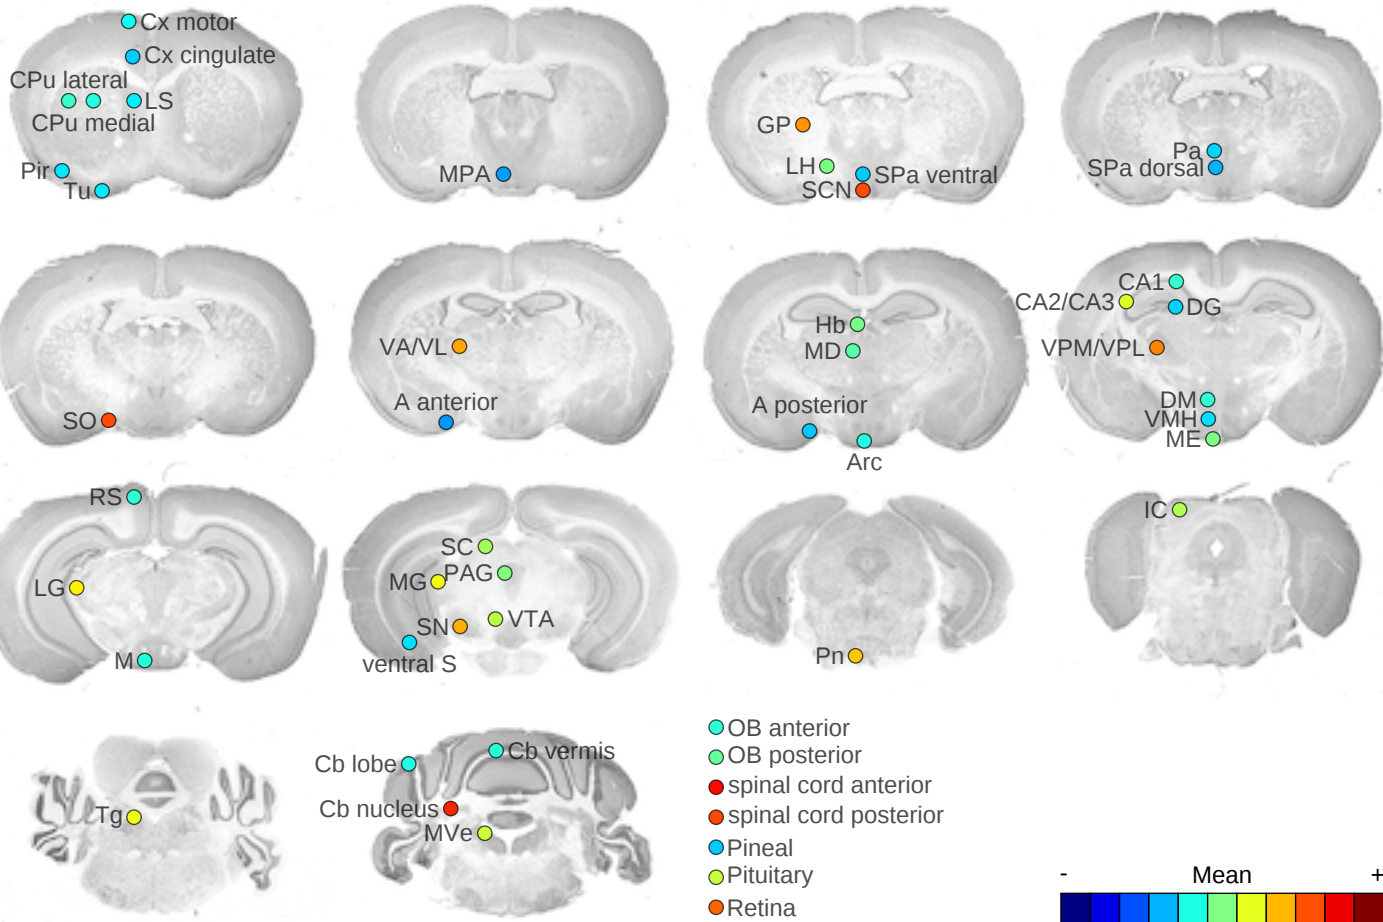 Cx motor
Cx cingulate
CPu lateral
LS
CPu medial
Pir
Tu
MPA
GP
LH
SPa ventral
SCN
Pa
SPa dorsal
SO
VA/VL
A anterior
Hb
MD
A posterior
Arc
CA1
CA2/CA3
DG
VPM/VPL
DM
VMH
ME
RS
LG
M
SC
PAG
MG
VTA
SN
ventral S
Pn
IC
Tg
Cb vermis
Cb lobe
Cb nucleus
MVe
OB anterior
OB posterior
spinal cord anterior
spinal cord posterior
Pineal
Pituitary
Retina
- Mean +